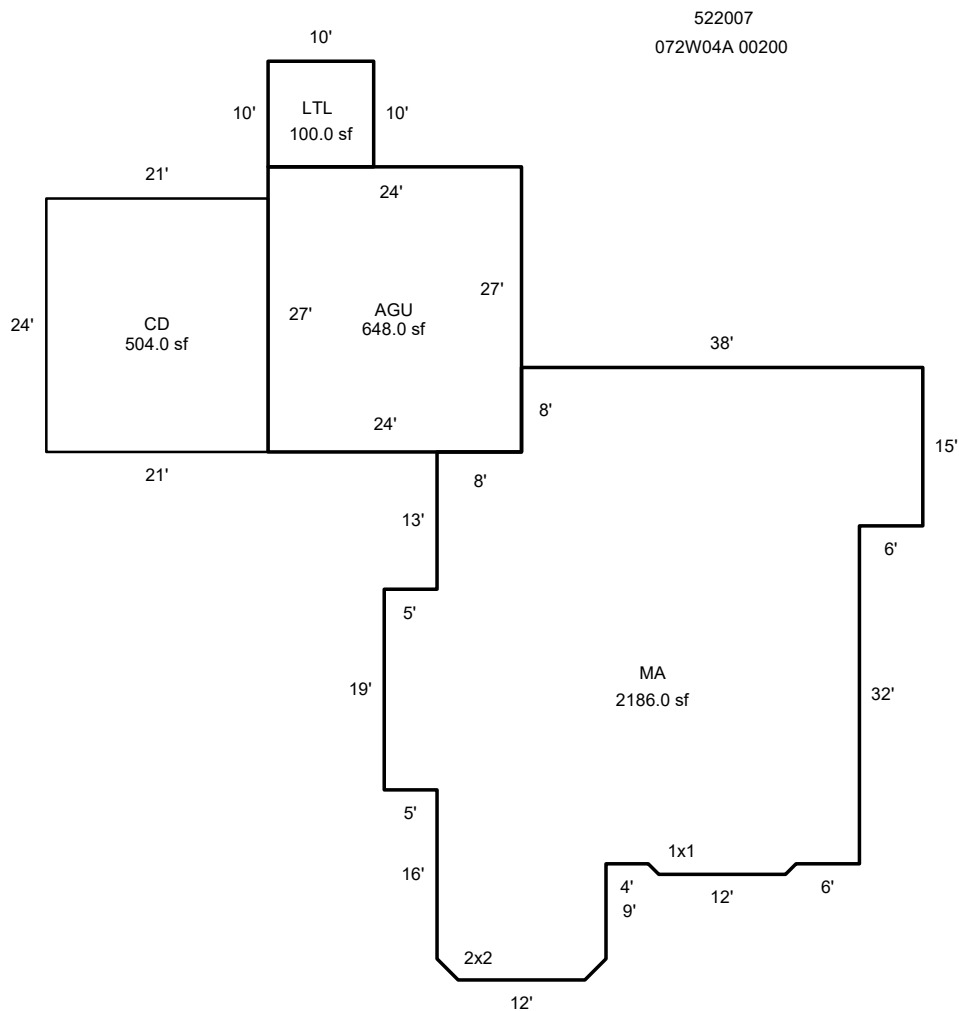 522007
072W04A 00200
10'
10'
LTL
10'
100.0 sf
21'
24'
27'
27'
AGU
24'
CD
648.0 sf
504.0 sf
38'
8'
24'
15'
21'
8'
13'
6'
5'
MA
19'
32'
2186.0 sf
5'
1x1
16'
4'
12'
6'
9'
2x2
12'